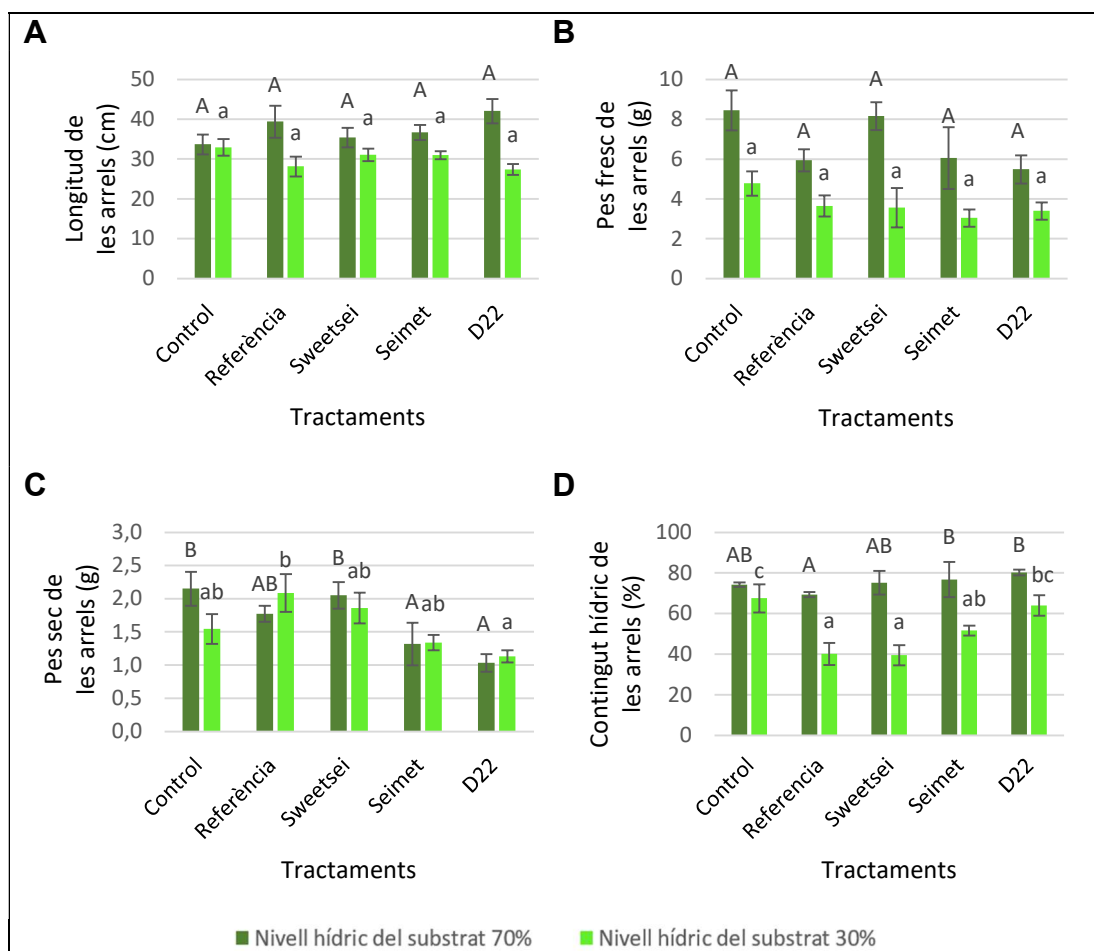 A
Longitud de
les arrels (cm)
50
40
30
20
10
0
A a A a A a A a A a
Control Referència Sweetsei Seimet D22
Tractaments
B
Pes fresc de
les arrels (g)
10
8
6
4
2
0
A a A a A a A a A a
Control Referència Sweetsei Seimet D22
Tractaments
C
Pes sec de
les arrels (g)
3,0
2,5
2,0
1,5
1,0
0,5
0,0
B ab AB b B ab A ab A a
Control Referència Sweetsei Seimet D22
Tractaments
D
Contingut hídric de
les arrels (%)
100
80
60
40
20
0
AB c A a AB a B ab B bc
Control Referencia Sweetsei Seimet D22
Tractaments
Nivell hídric del substrat 70% Nivell hídric del substrat 30%